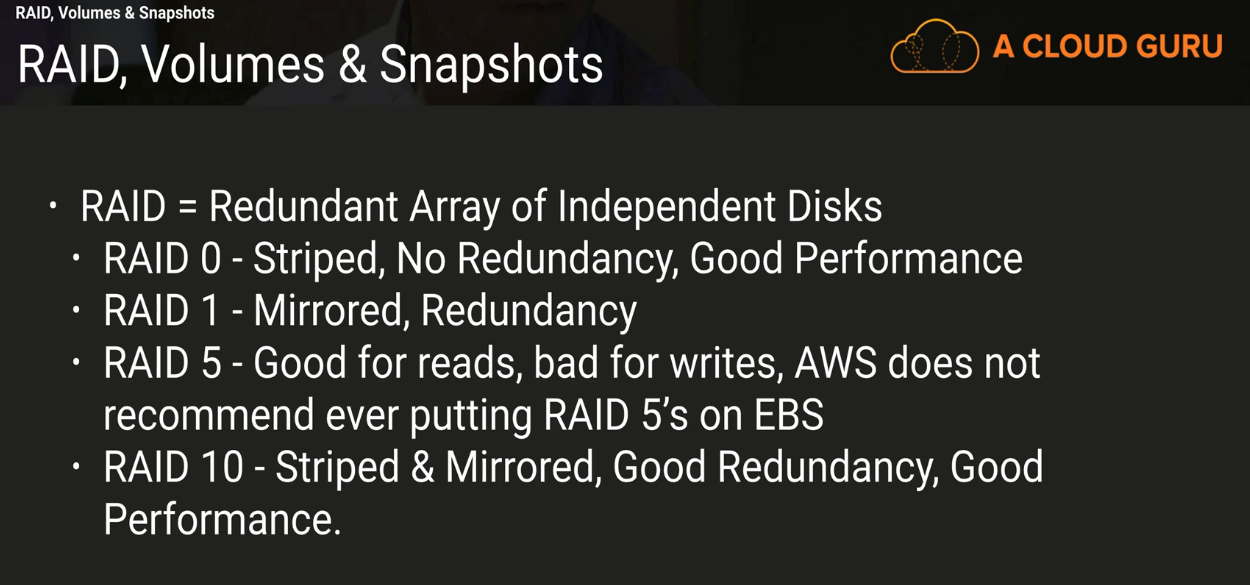 RAID, Volumes & Snapshots
RAID, Volumes & Snapshots
A CLOUD GURU
• RAID = Redundant Array of Independent Disks
• RAID 0 - Striped, No Redundancy, Good Performance
• RAID 1 - Mirrored, Redundancy
• RAID 5 - Good for reads, bad for writes, AWS does not
recommend ever putting RAID 5’s on EBS
• RAID 10 - Striped & Mirrored, Good Redundancy, Good
Performance.